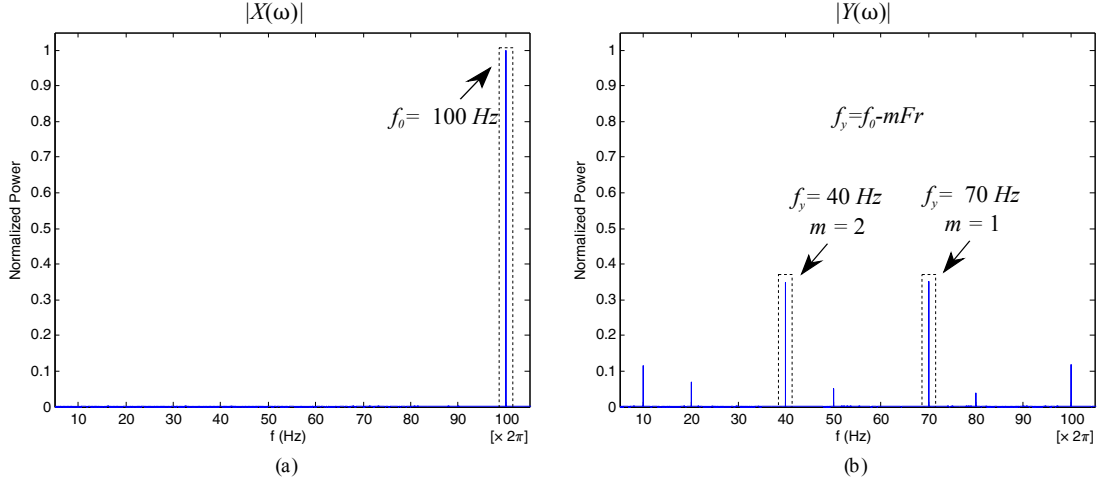 |X(ω)|
1
0.9
0.8
0.7
0.6
0.5
0.4
0.3
0.2
0.1
0
Normalized Power
f₀= 100 Hz
10 20 30 40 50 60 70 80 90 100
f (Hz)
[× 2π]
(a)
|Y(ω)|
1
0.9
0.8
0.7
0.6
0.5
0.4
0.3
0.2
0.1
0
Normalized Power
f_y=f₀-mFr
f_y= 40 Hz
m = 2
f_y= 70 Hz
m = 1
10 20 30 40 50 60 70 80 90 100
f (Hz)
[× 2π]
(b)